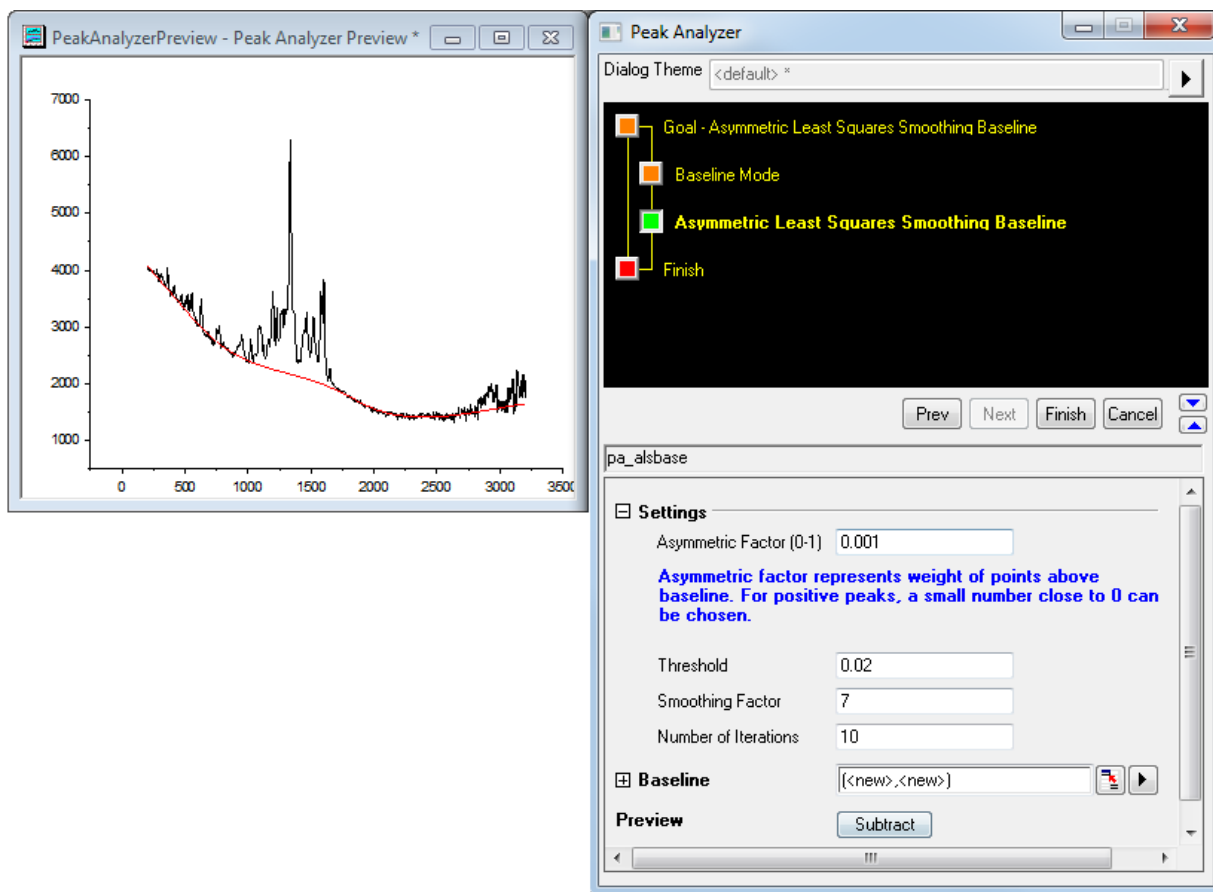 PeakAnalyzerPreview - Peak Analyzer Preview *
7000
6000
5000
4000
3000
2000
1000
0 500 1000 1500 2000 2500 3000 3500
Peak Analyzer
Dialog Theme <default> *
Goal - Asymmetric Least Squares Smoothing Baseline
Baseline Mode
Asymmetric Least Squares Smoothing Baseline
Finish
Prev Next Finish Cancel
pa_alsbase
Settings
Asymmetric Factor (0-1) 0.001
Asymmetric factor represents weight of points above
baseline. For positive peaks, a small number close to 0 can
be chosen.
Threshold 0.02
Smoothing Factor 7
Number of Iterations 10
Baseline (<new>,<new>)
Preview Subtract